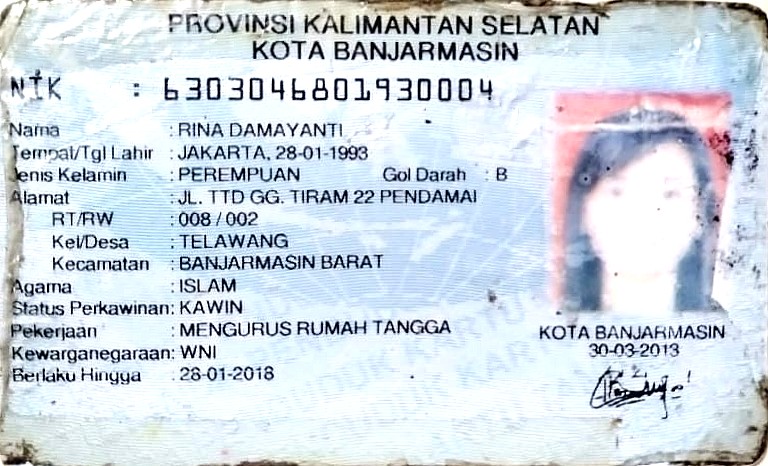 PROVINSI KALIMANTAN SELATAN
KOTA BANJARMASIN
NIK : 6303046801930004
Nama : RINA DAMAYANTI
Tempat/Tgl Lahir : JAKARTA, 28-01-1993
Jenis Kelamin : PEREMPUAN Gol Darah : B
Alamat : JL. TTD GG. TIRAM 22 PENDAMAI
RT/RW : 008 / 002
Kel/Desa : TELAWANG
Kecamatan : BANJARMASIN BARAT
Agama : ISLAM
Status Perkawinan: KAWIN
Pekerjaan : MENGURUS RUMAH TANGGA
Kewarganegaraan: WNI
Berlaku Hingga : 28-01-2018
KOTA BANJARMASIN
30-03-2013